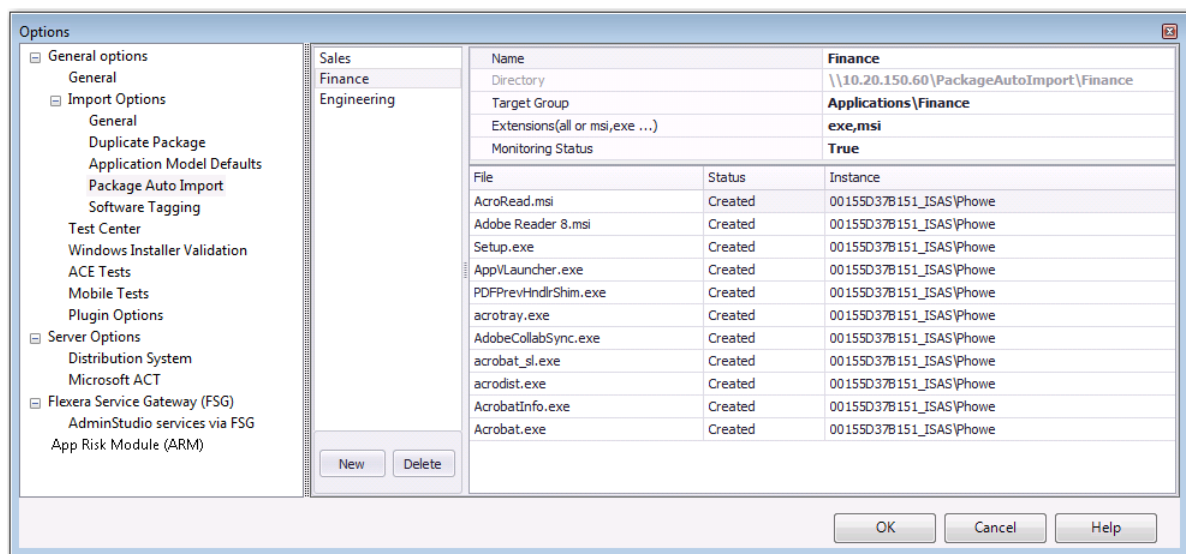 Options
General options
General
Import Options
General
Duplicate Package
Application Model Defaults
Package Auto Import
Software Tagging
Test Center
Windows Installer Validation
ACE Tests
Mobile Tests
Plugin Options
Server Options
Distribution System
Microsoft ACT
Flexera Service Gateway (FSG)
AdminStudio services via FSG
App Risk Module (ARM)
Sales
Finance
Engineering
New Delete
Name Finance
Directory \\10.20.150.60\PackageAutoImport\Finance
Target Group Applications\Finance
Extensions(all or msi,exe ...) exe,msi
Monitoring Status True
File Status Instance
AcroRead.msi Created 00155D37B151_ISAS\Phowe
Adobe Reader 8.msi Created 00155D37B151_ISAS\Phowe
Setup.exe Created 00155D37B151_ISAS\Phowe
AppVLauncher.exe Created 00155D37B151_ISAS\Phowe
PDFPrevHndlrShim.exe Created 00155D37B151_ISAS\Phowe
acrotray.exe Created 00155D37B151_ISAS\Phowe
AdobeCollabSync.exe Created 00155D37B151_ISAS\Phowe
acrobat_sl.exe Created 00155D37B151_ISAS\Phowe
acrodist.exe Created 00155D37B151_ISAS\Phowe
AcrobatInfo.exe Created 00155D37B151_ISAS\Phowe
Acrobat.exe Created 00155D37B151_ISAS\Phowe
OK Cancel Help